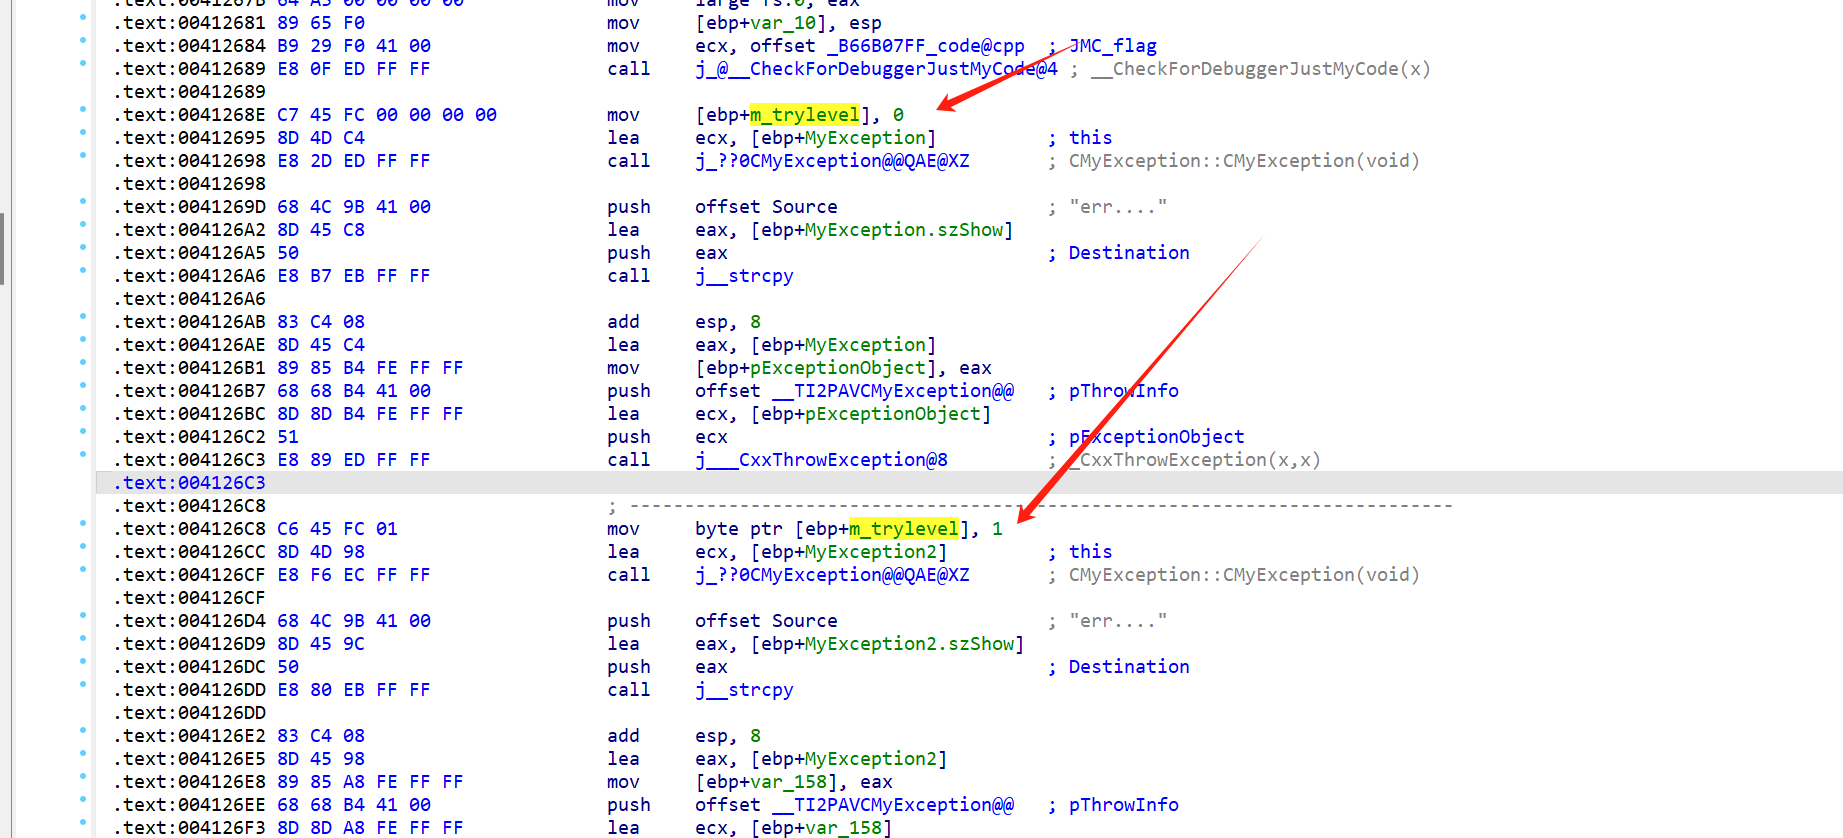 .text:0041267B 64 A3 00 00 00 00 mov large fs:0, eax
.text:00412681 89 65 F0 mov [ebp+var_10], esp
.text:00412684 B9 29 F0 41 00 mov ecx, offset _B66B07FF_code@cpp ; JMC_flag
.text:00412689 E8 0F ED FF FF call j_@__CheckForDebuggerJustMyCode@4 ; __CheckForDebuggerJustMyCode(x)
.text:00412689
.text:0041268E C7 45 FC 00 00 00 00 mov [ebp+m_trylevel], 0
.text:00412695 8D 4D C4 lea ecx, [ebp+MyException] ; this
.text:00412698 E8 2D ED FF FF call j_??0CMyException@@QAE@XZ ; CMyException::CMyException(void)
.text:00412698
.text:0041269D 68 4C 9B 41 00 push offset Source ; "err...."
.text:004126A2 8D 45 C8 lea eax, [ebp+MyException.szShow]
.text:004126A5 50 push eax ; Destination
.text:004126A6 E8 B7 EB FF FF call j__strcpy
.text:004126A6
.text:004126AB 83 C4 08 add esp, 8
.text:004126AE 8D 45 C4 lea eax, [ebp+MyException]
.text:004126B1 89 85 B4 FE FF FF mov [ebp+pExceptionObject], eax
.text:004126B7 68 68 B4 41 00 push offset __TI2PAVCMyException@@ ; pThrowInfo
.text:004126BC 8D 8D B4 FE FF FF lea ecx, [ebp+pExceptionObject]
.text:004126C2 51 push ecx ; pExceptionObject
.text:004126C3 E8 89 ED FF FF call j___CxxThrowException@8 ; _CxxThrowException(x,x)
.text:004126C3
.text:004126C8 ; ---------------------------------------------------------------------------
.text:004126C8 C6 45 FC 01 mov byte ptr [ebp+m_trylevel], 1
.text:004126CC 8D 4D 98 lea ecx, [ebp+MyException2] ; this
.text:004126CF E8 F6 EC FF FF call j_??0CMyException@@QAE@XZ ; CMyException::CMyException(void)
.text:004126CF
.text:004126D4 68 4C 9B 41 00 push offset Source ; "err...."
.text:004126D9 8D 45 9C lea eax, [ebp+MyException2.szShow]
.text:004126DC 50 push eax ; Destination
.text:004126DD E8 80 EB FF FF call j__strcpy
.text:004126DD
.text:004126E2 83 C4 08 add esp, 8
.text:004126E5 8D 45 98 lea eax, [ebp+MyException2]
.text:004126E8 89 85 A8 FE FF FF mov [ebp+var_158], eax
.text:004126EE 68 68 B4 41 00 push offset __TI2PAVCMyException@@ ; pThrowInfo
.text:004126F3 8D 8D A8 FE FF FF lea ecx, [ebp+var_158]